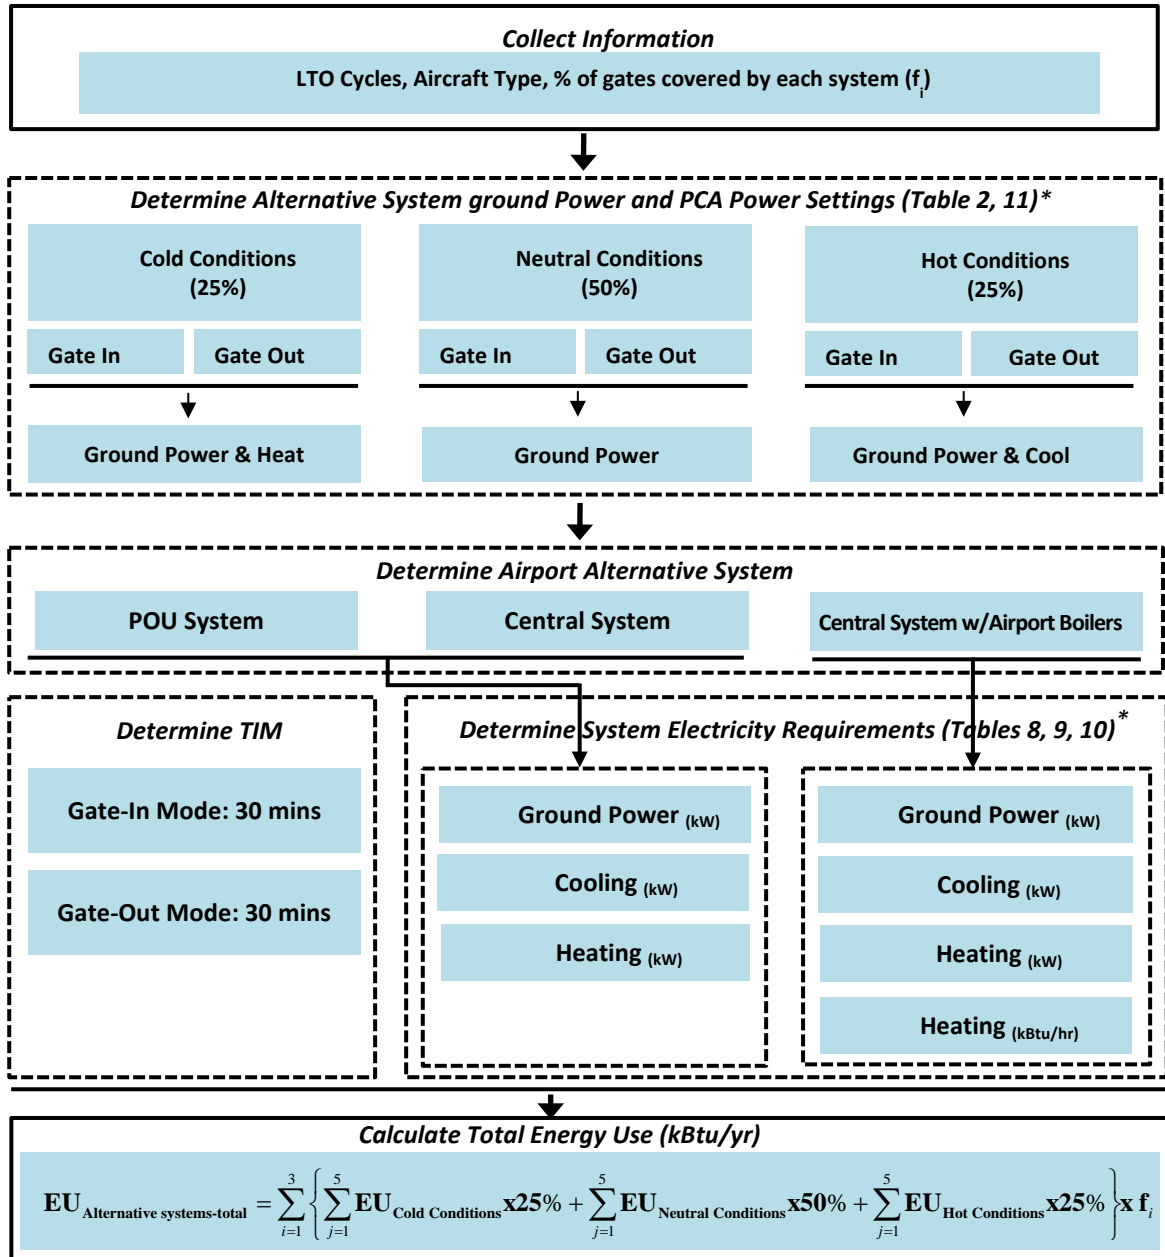 Collect Information
LTO Cycles, Aircraft Type, % of gates covered by each system (fi)
Determine Alternative System ground Power and PCA Power Settings (Table 2, 11)*
Cold Conditions
(25%)
Neutral Conditions
(50%)
Hot Conditions
(25%)
Gate In
Gate Out
Gate In
Gate Out
Gate In
Gate Out
Ground Power & Heat
Ground Power
Ground Power & Cool
Determine Airport Alternative System
POU System
Central System
Central System w/Airport Boilers
Determine TIM
Gate-In Mode: 30 mins
Gate-Out Mode: 30 mins
Determine System Electricity Requirements (Tables 8, 9, 10)*
Ground Power (kW)
Cooling (kW)
Heating (kW)
Ground Power (kW)
Cooling (kW)
Heating (kW)
Heating (kBtu/hr)
Calculate Total Energy Use (kBtu/yr)
EU Alternative systems-total = ∑_{i=1}^{3} { ∑_{j=1}^{5} EU Cold Conditions x25% + ∑_{j=1}^{5} EU Neutral Conditions x50% + ∑_{j=1}^{5} EU Hot Conditions x25% } x f_i